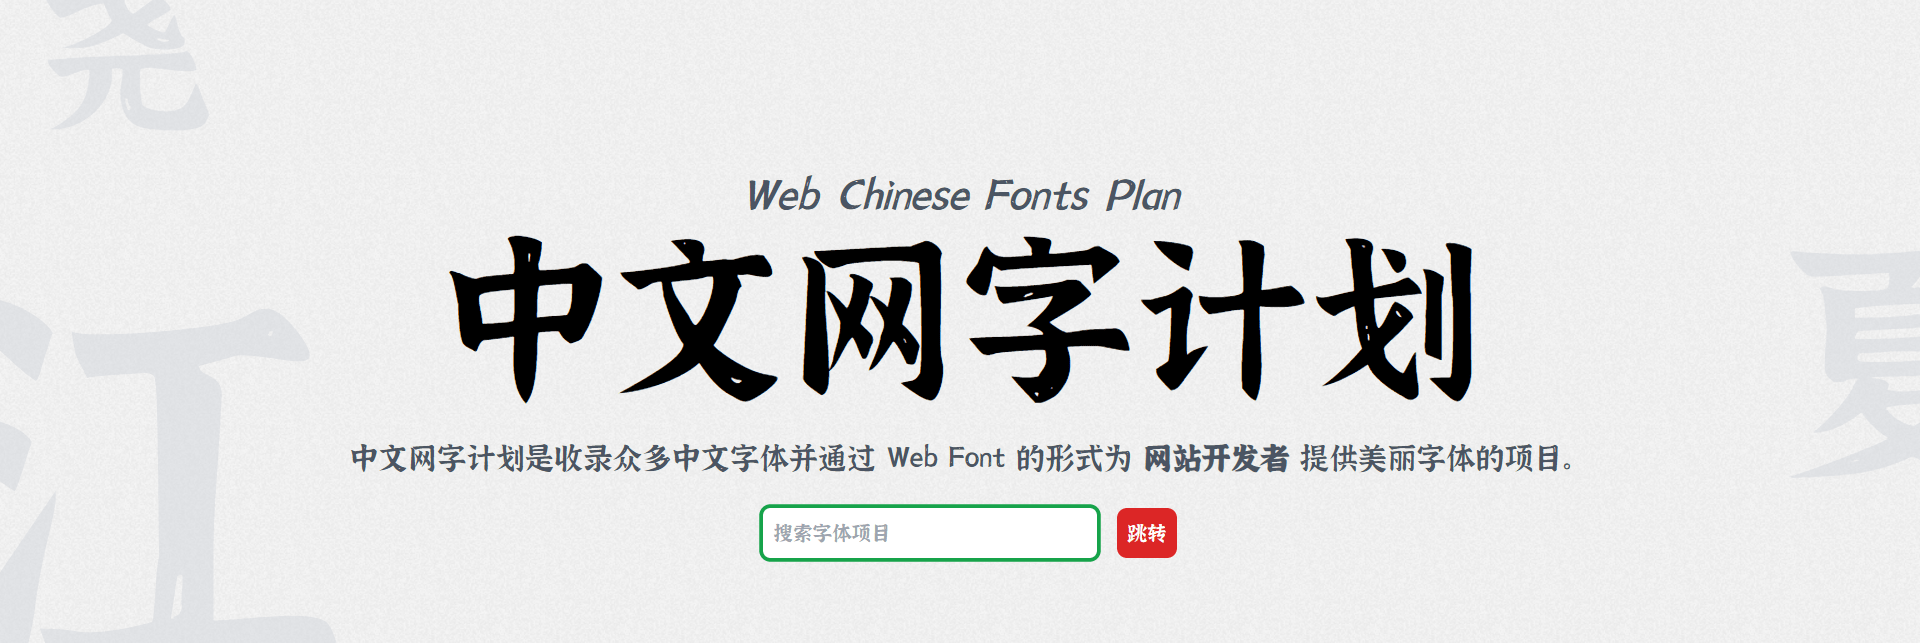 Web Chinese Fonts Plan
中文网字计划
中文网字计划是收录众多中文字体并通过 Web Font 的形式为 网站开发者 提供美丽字体的项目。
搜索字体项目
跳转
江
夏